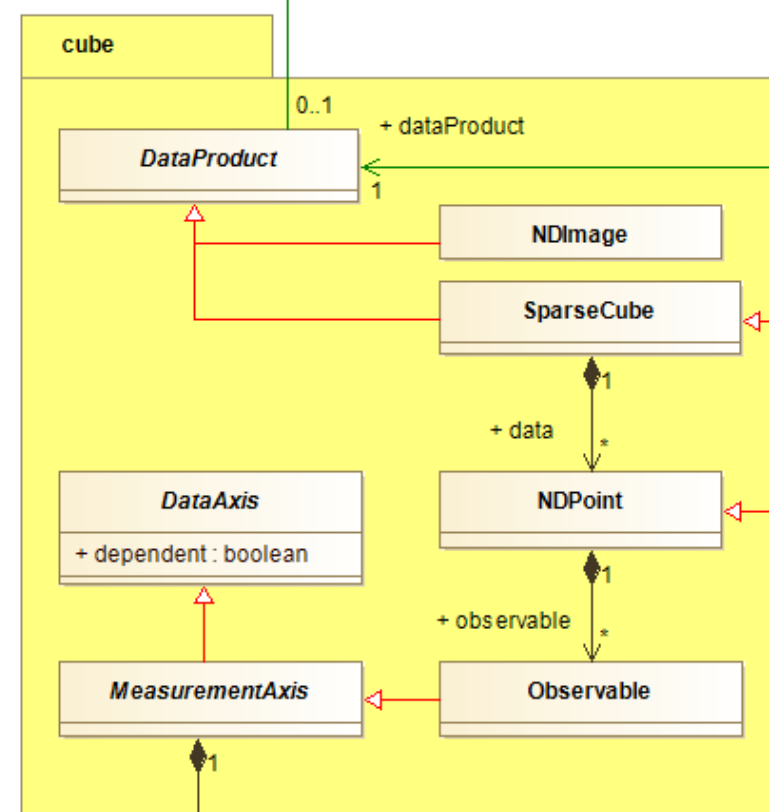 cube
0..1
+ dataProduct
DataProduct
1
NDImage
SparseCube
1
+ data
*
DataAxis
NDPoint
+ dependent : boolean
1
+ observable
*
MeasurementAxis
Observable
1